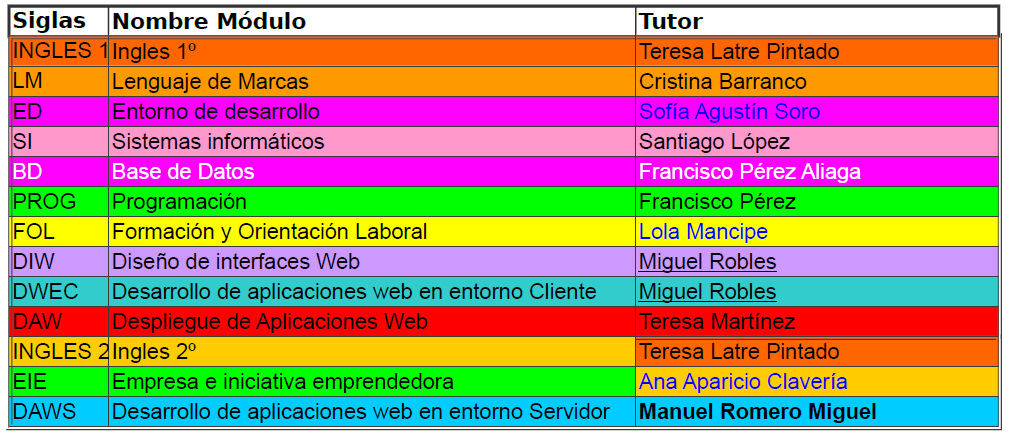 Siglas Nombre Módulo Tutor
INGLES 1 Ingles 1º Teresa Latre Pintado
LM Lenguaje de Marcas Cristina Barranco
ED Entorno de desarrollo Sofía Agustín Soro
SI Sistemas informáticos Santiago López
BD Base de Datos Francisco Pérez Aliaga
PROG Programación Francisco Pérez
FOL Formación y Orientación Laboral Lola Mancipe
DIW Diseño de interfaces Web Miguel Robles
DWEC Desarrollo de aplicaciones web en entorno Cliente Miguel Robles
DAW Despliegue de Aplicaciones Web Teresa Martínez
INGLES 2 Ingles 2º Teresa Latre Pintado
EIE Empresa e iniciativa emprendedora Ana Aparicio Clavería
DAWS Desarrollo de aplicaciones web en entorno Servidor Manuel Romero Miguel